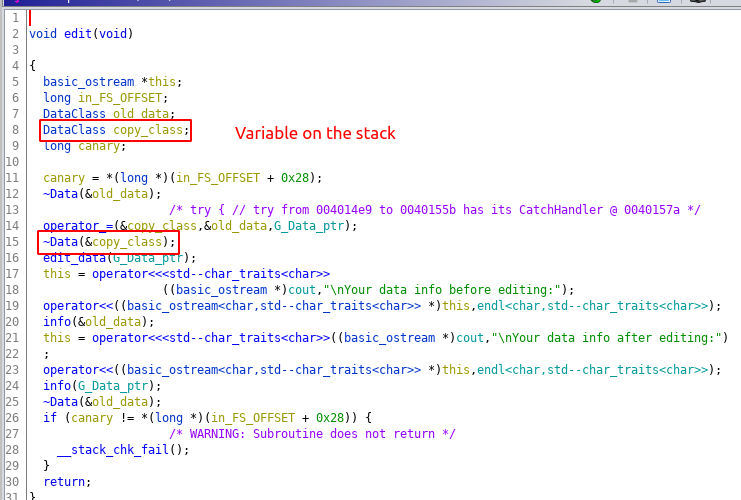 1
2 void edit(void)
3
4 {
5 basic_ostream *this;
6 long in_FS_OFFSET;
7 DataClass old_data;
8 DataClass copy_class; Variable on the stack
9 long canary;
10
11 canary = *(long *)(in_FS_OFFSET + 0x28);
12 ~Data(&old_data);
13 /* try { // try from 004014e9 to 0040155b has its CatchHandler @ 0040157a */
14 operator_=(&copy_class,&old_data,G_Data_ptr);
15 ~Data(&copy_class);
16 edit_data(G_Data_ptr);
17 this = operator<<<std--char_traits<char>>
18 ((basic_ostream *)cout,"\nYour data info before editing:");
19 operator<<((basic_ostream<char,std--char_traits<char>> *)this,endl<char,std--char_traits<char>>);
20 info(&old_data);
21 this = operator<<<std--char_traits<char>>((basic_ostream *)cout,"\nYour data info after editing:")
22 ;
23 operator<<((basic_ostream<char,std--char_traits<char>> *)this,endl<char,std--char_traits<char>>);
24 info(G_Data_ptr);
25 ~Data(&old_data);
26 if (canary != *(long *)(in_FS_OFFSET + 0x28)) {
27 /* WARNING: Subroutine does not return */
28 __stack_chk_fail();
29 }
30 return;
31 }